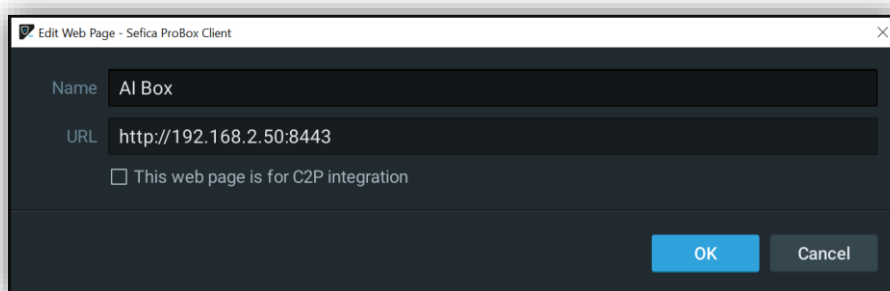 Edit Web Page - Sefica ProBox Client
Name AI Box
URL http://192.168.2.50:8443
This web page is for C2P integration
OK Cancel